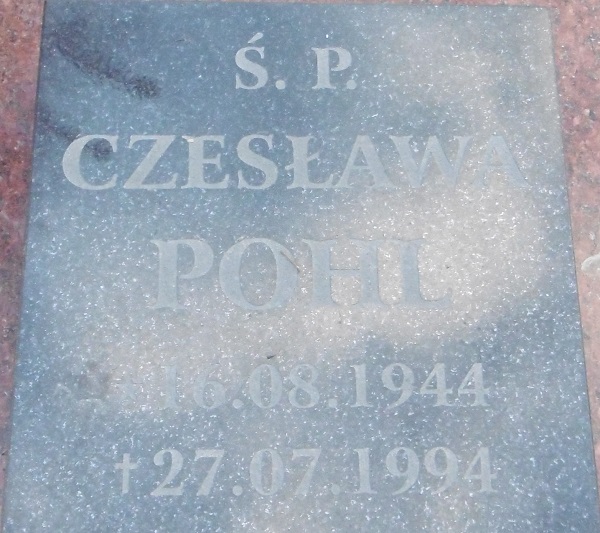 Ś. P.
CZESŁAWA
POHL
* 16.08.1944
† 27.07.1994